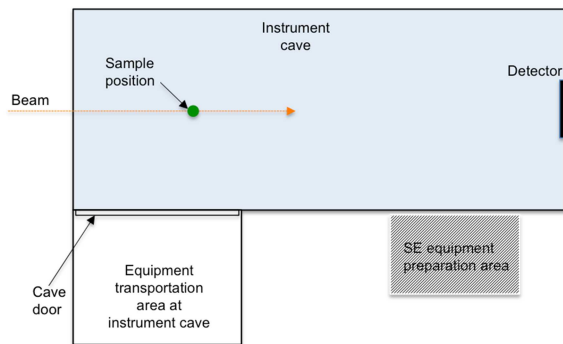 Instrument
cave
Sample
position
Detector
Beam
SE equipment
preparation area
Equipment
transportation
area at
instrument cave
Cave
door